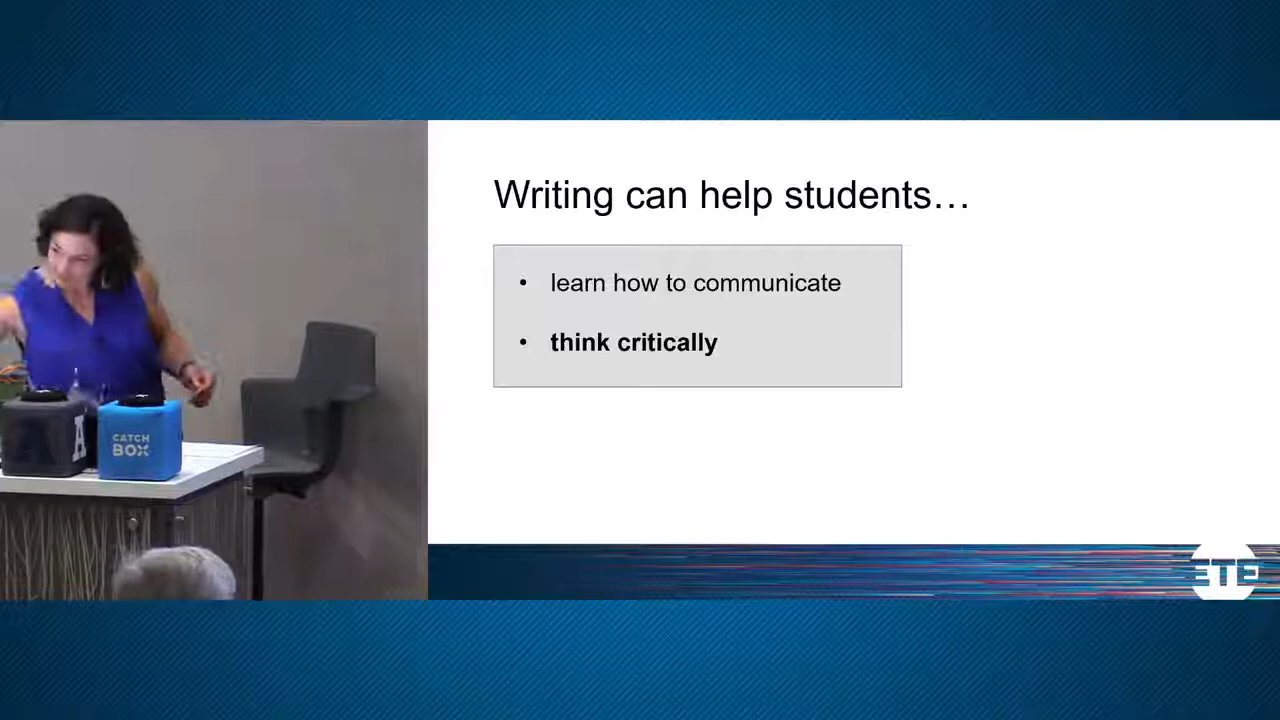 Writing can help students…
• learn how to communicate
• think critically
A
CATCH
BOX
ETE